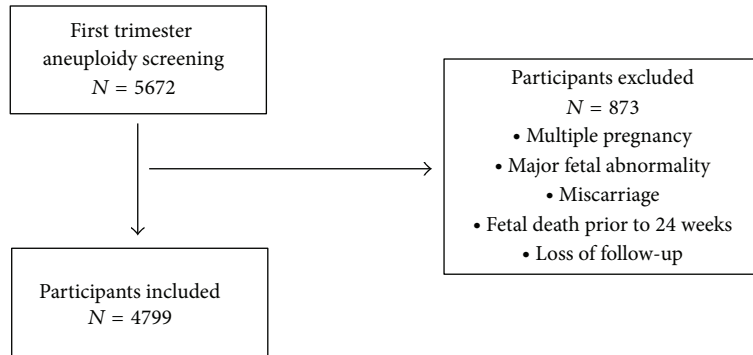 First trimester
aneuploidy screening
N = 5672
Participants excluded
N = 873
• Multiple pregnancy
• Major fetal abnormality
• Miscarriage
• Fetal death prior to 24 weeks
• Loss of follow-up
Participants included
N = 4799